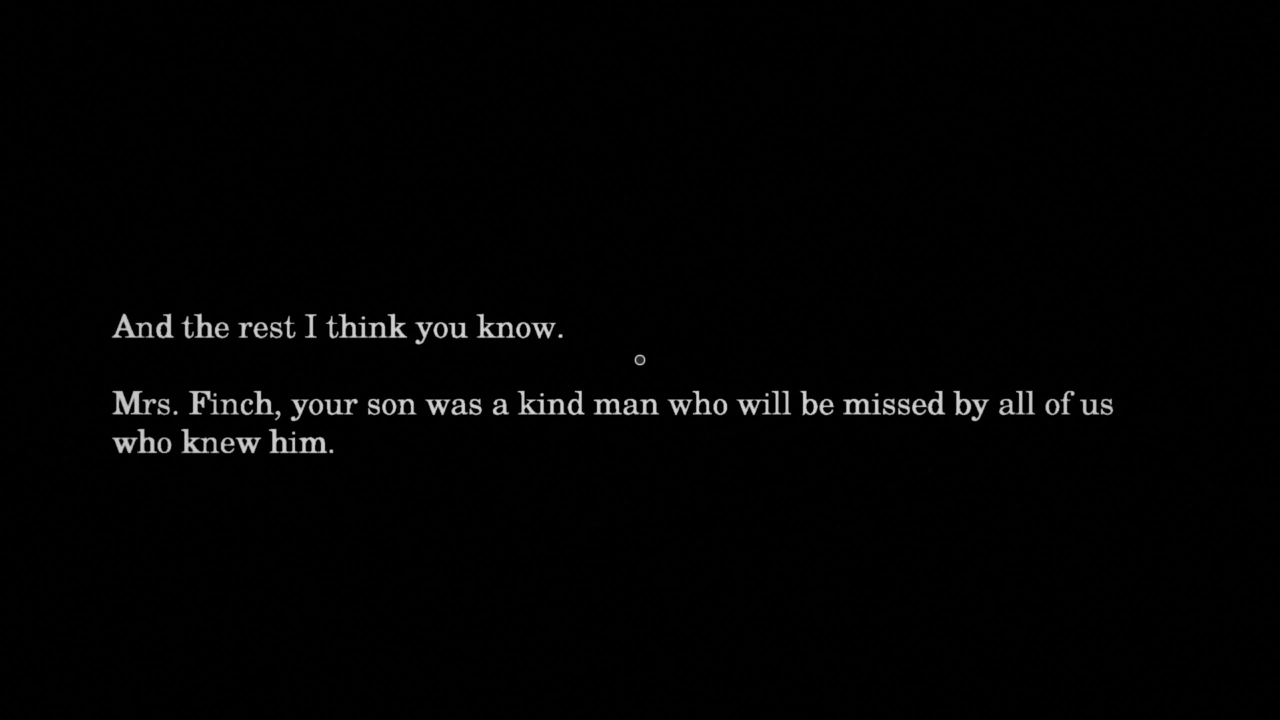 And the rest I think you know.
Mrs. Finch, your son was a kind man who will be missed by all of us
who knew him.